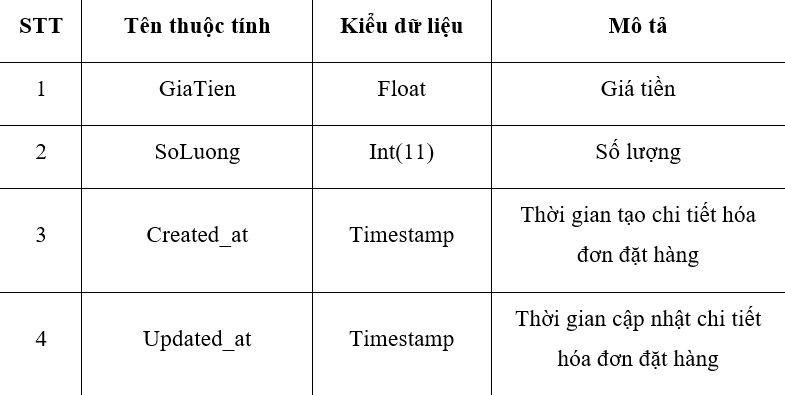 STT Tên thuộc tính Kiểu dữ liệu Mô tả
1 GiaTien Float Giá tiền
2 SoLuong Int(11) Số lượng
3 Created_at Timestamp Thời gian tạo chi tiết hóa
đơn đặt hàng
4 Updated_at Timestamp Thời gian cập nhật chi tiết
hóa đơn đặt hàng